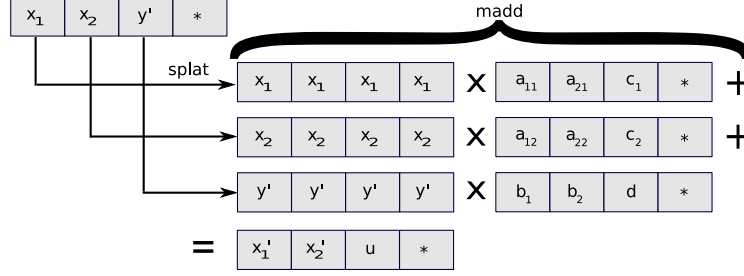 x₁ x₂ y' *
madd
splat
x₁ x₁ x₁ x₁ x a₁₁ a₂₁ c₁ * +
x₂ x₂ x₂ x₂ x a₁₂ a₂₂ c₂ * +
y' y' y' y' x b₁ b₂ d *
= x₁' x₂' u *